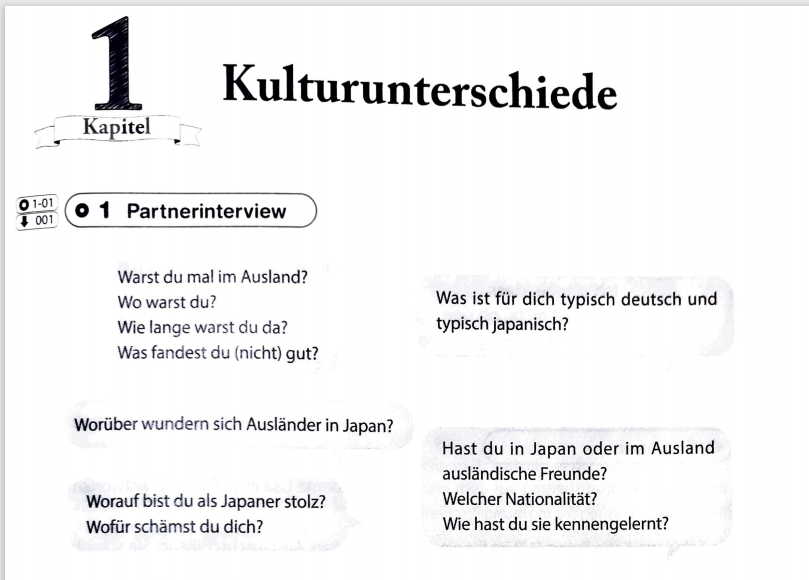 1
Kapitel
Kulturunterschiede
1-01
001
1 Partnerinterview
Warst du mal im Ausland?
Wo warst du?
Wie lange warst du da?
Was fandest du (nicht) gut?
Was ist für dich typisch deutsch und
typisch japanisch?
Worüber wundern sich Ausländer in Japan?
Hast du in Japan oder im Ausland
ausländische Freunde?
Welcher Nationalität?
Wie hast du sie kennengelernt?
Worauf bist du als Japaner stolz?
Wofür schämst du dich?